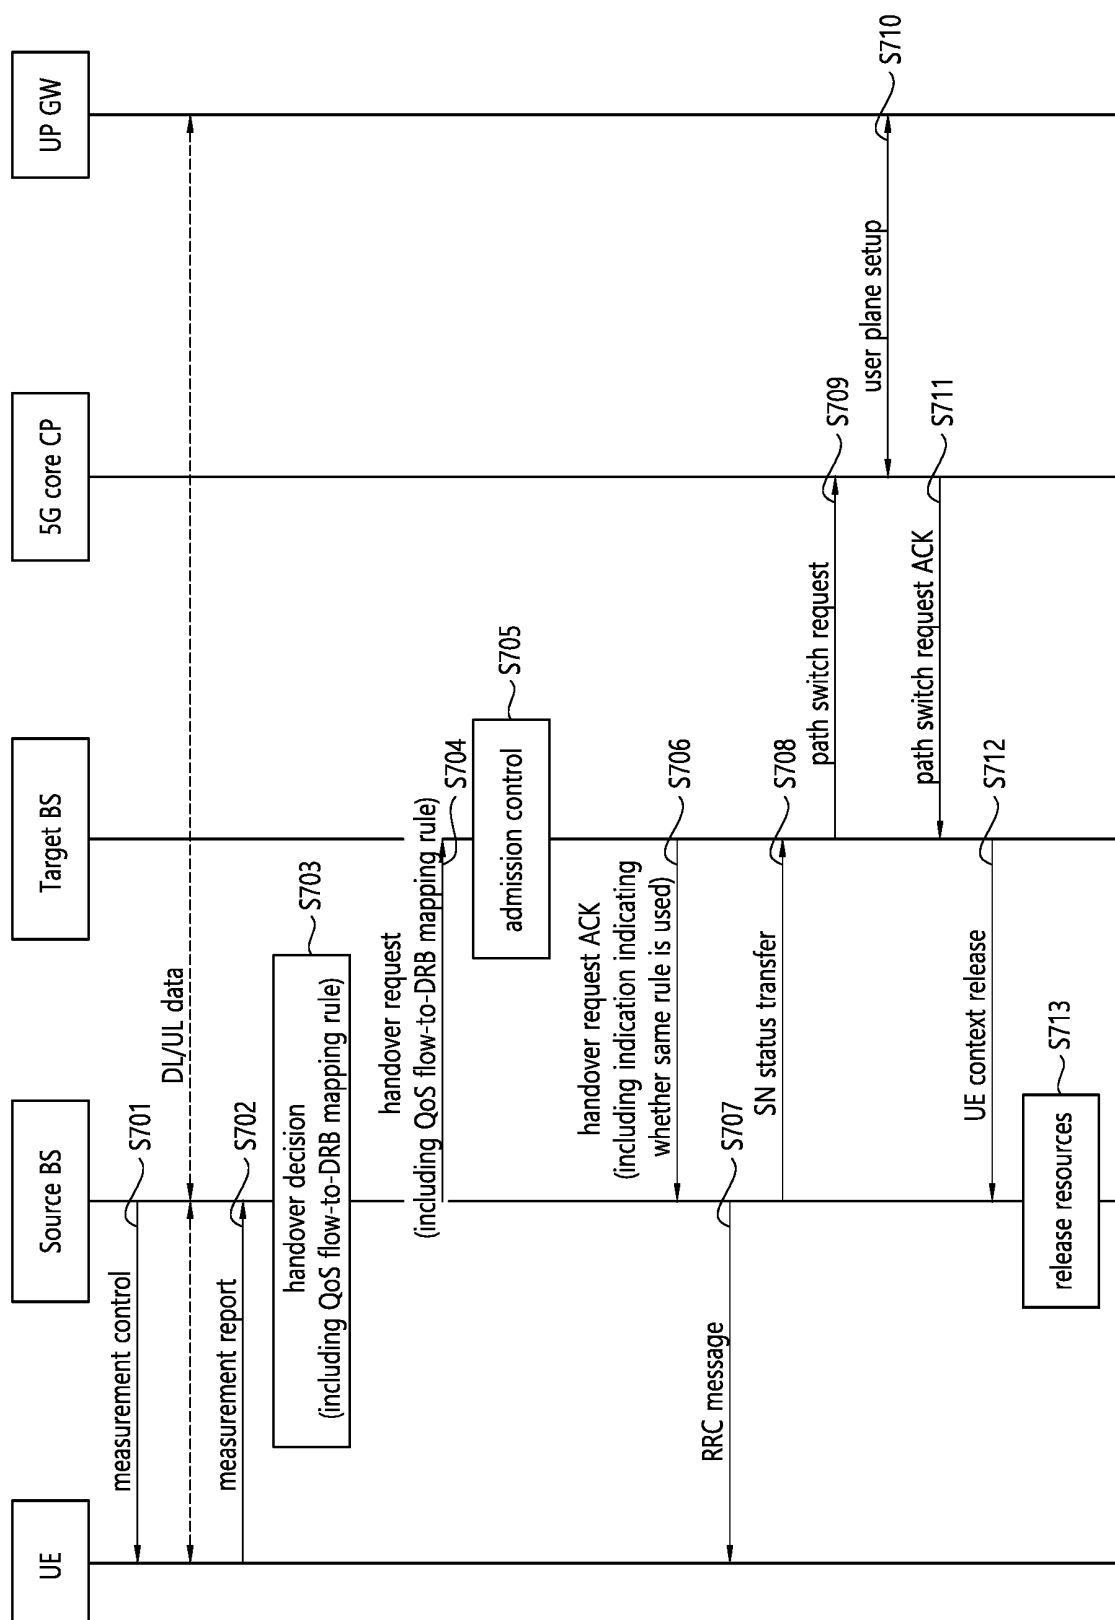 UE
Source BS
Target BS
5G core CP
UP GW
measurement control
S701
DL/UL data
measurement report
S702
handover decision
(including QoS flow-to-DRB mapping rule)
S703
handover request
(including QoS flow-to-DRB mapping rule)
S704
admission control
S705
handover request ACK
(including indication indicating
whether same rule is used)
S706
RRC message
S707
SN status transfer
S708
path switch request
S709
user plane setup
S710
path switch request ACK
S711
UE context release
S712
release resources
S713